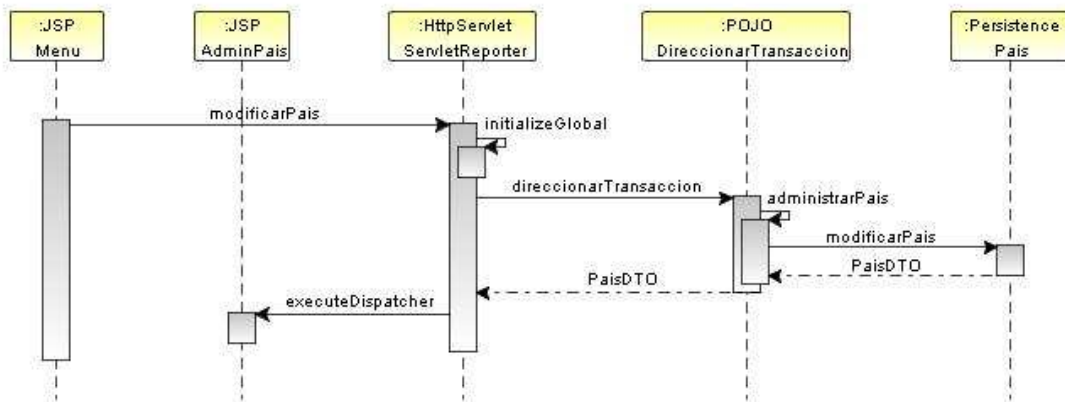 :JSP
Menu
:JSP
AdminPais
:HttpServlet
ServletReporter
:POJO
DireccionarTransaccion
:Persistence
Pais
modificarPais
initializeGlobal
direccionarTransaccion
administrarPais
modificarPais
PaisDTO
PaisDTO
executeDispatcher